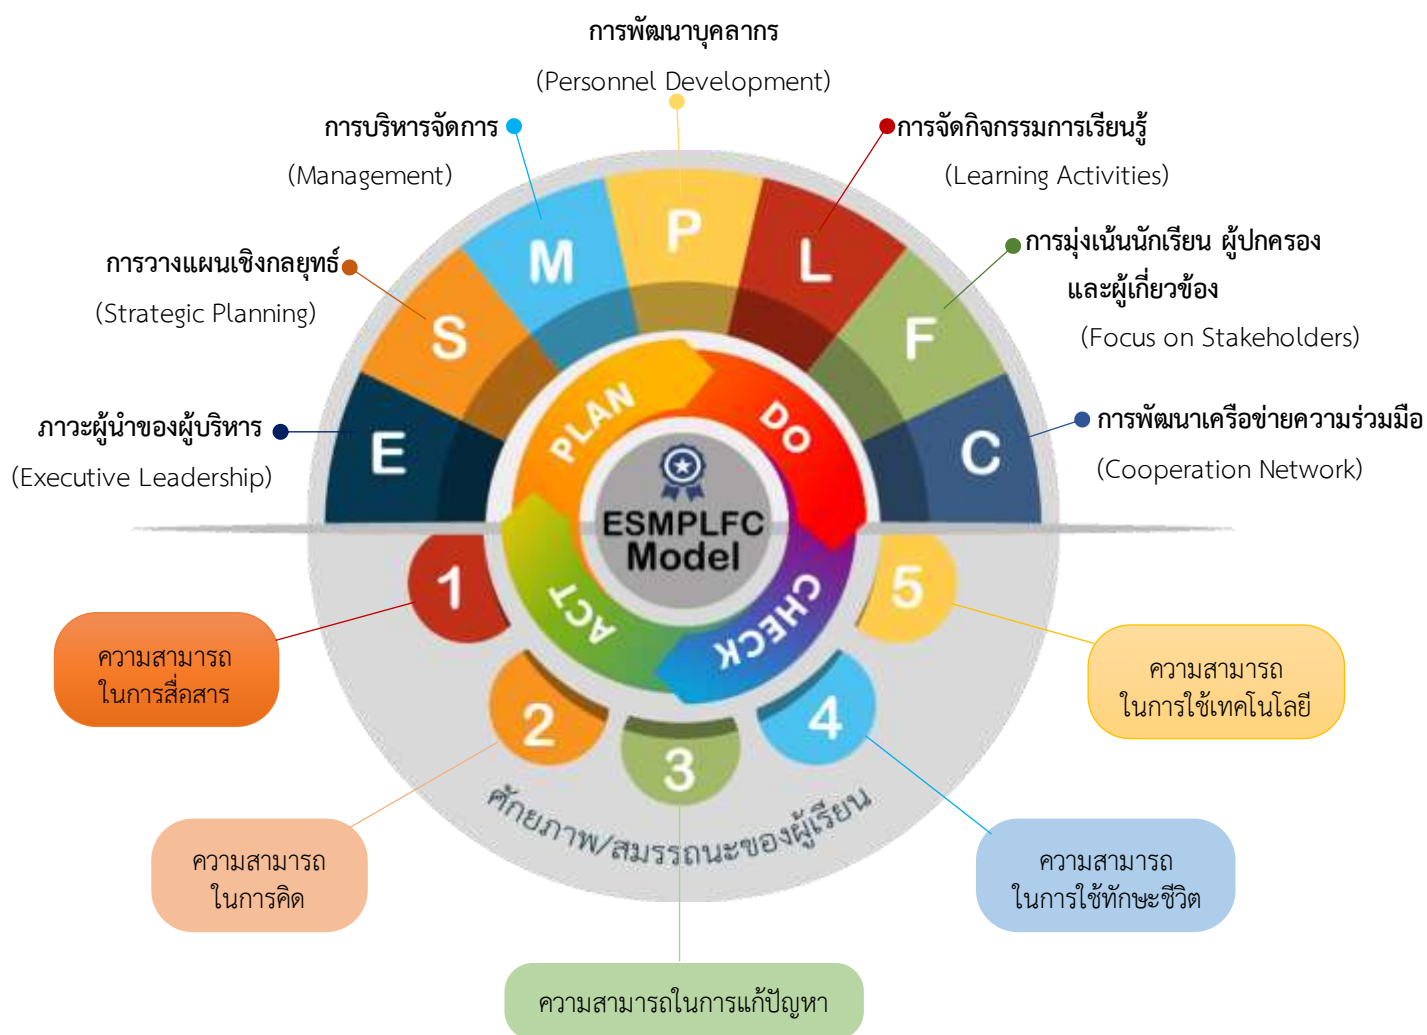 การพัฒนาบุคลากร
(Personnel Development)
การบริหารจัดการ
(Management)
การจัดกิจกรรมการเรียนรู้
(Learning Activities)
การวางแผนเชิงกลยุทธ์
(Strategic Planning)
การมุ่งเน้นนักเรียน ผู้ปกครอง
และผู้เกี่ยวข้อง
(Focus on Stakeholders)
ภาวะผู้นำของผู้บริหาร
(Executive Leadership)
การพัฒนาเครือข่ายความร่วมมือ
(Cooperation Network)
E
S
M
P
L
F
C
PLAN
DO
CHECK
ACT
ESMPLFC
Model
1
2
3
4
5
ศักยภาพ/สมรรถนะของผู้เรียน
ความสามารถ
ในการสื่อสาร
ความสามารถ
ในการคิด
ความสามารถในการแก้ปัญหา
ความสามารถ
ในการใช้ทักษะชีวิต
ความสามารถ
ในการใช้เทคโนโลยี